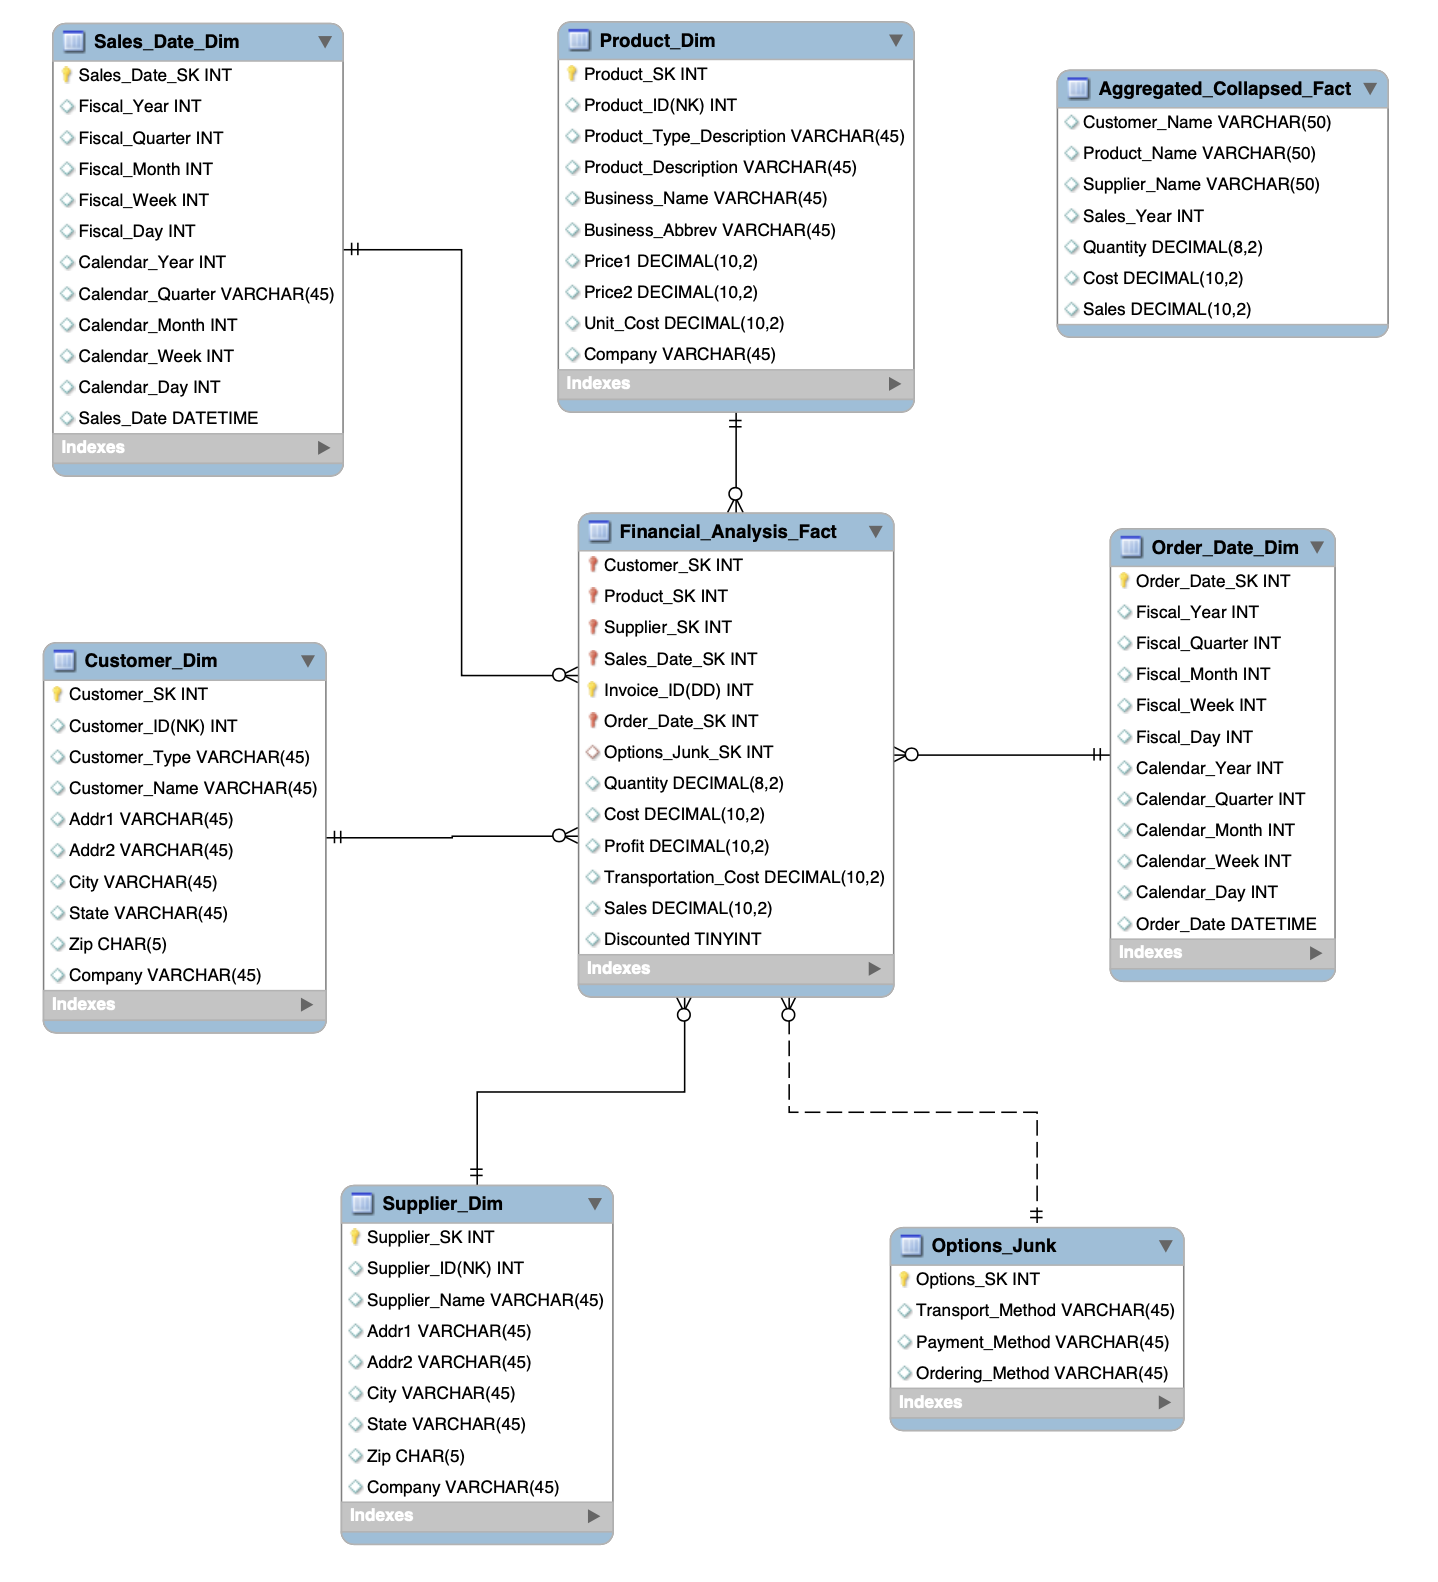 Sales_Date_Dim
Sales_Date_SK INT
Fiscal_Year INT
Fiscal_Quarter INT
Fiscal_Month INT
Fiscal_Week INT
Fiscal_Day INT
Calendar_Year INT
Calendar_Quarter VARCHAR(45)
Calendar_Month INT
Calendar_Week INT
Calendar_Day INT
Sales_Date DATETIME
Indexes
Product_Dim
Product_SK INT
Product_ID(NK) INT
Product_Type_Description VARCHAR(45)
Product_Description VARCHAR(45)
Business_Name VARCHAR(45)
Business_Abbrev VARCHAR(45)
Price1 DECIMAL(10,2)
Price2 DECIMAL(10,2)
Unit_Cost DECIMAL(10,2)
Company VARCHAR(45)
Indexes
Aggregated_Collapsed_Fact
Customer_Name VARCHAR(50)
Product_Name VARCHAR(50)
Supplier_Name VARCHAR(50)
Sales_Year INT
Quantity DECIMAL(8,2)
Cost DECIMAL(10,2)
Sales DECIMAL(10,2)
Customer_Dim
Customer_SK INT
Customer_ID(NK) INT
Customer_Type VARCHAR(45)
Customer_Name VARCHAR(45)
Addr1 VARCHAR(45)
Addr2 VARCHAR(45)
City VARCHAR(45)
State VARCHAR(45)
Zip CHAR(5)
Company VARCHAR(45)
Indexes
Financial_Analysis_Fact
Customer_SK INT
Product_SK INT
Supplier_SK INT
Sales_Date_SK INT
Invoice_ID(DD) INT
Order_Date_SK INT
Options_Junk_SK INT
Quantity DECIMAL(8,2)
Cost DECIMAL(10,2)
Profit DECIMAL(10,2)
Transportation_Cost DECIMAL(10,2)
Sales DECIMAL(10,2)
Discounted TINYINT
Indexes
Order_Date_Dim
Order_Date_SK INT
Fiscal_Year INT
Fiscal_Quarter INT
Fiscal_Month INT
Fiscal_Week INT
Fiscal_Day INT
Calendar_Year INT
Calendar_Quarter INT
Calendar_Month INT
Calendar_Week INT
Calendar_Day INT
Order_Date DATETIME
Indexes
Supplier_Dim
Supplier_SK INT
Supplier_ID(NK) INT
Supplier_Name VARCHAR(45)
Addr1 VARCHAR(45)
Addr2 VARCHAR(45)
City VARCHAR(45)
State VARCHAR(45)
Zip CHAR(5)
Company VARCHAR(45)
Indexes
Options_Junk
Options_SK INT
Transport_Method VARCHAR(45)
Payment_Method VARCHAR(45)
Ordering_Method VARCHAR(45)
Indexes